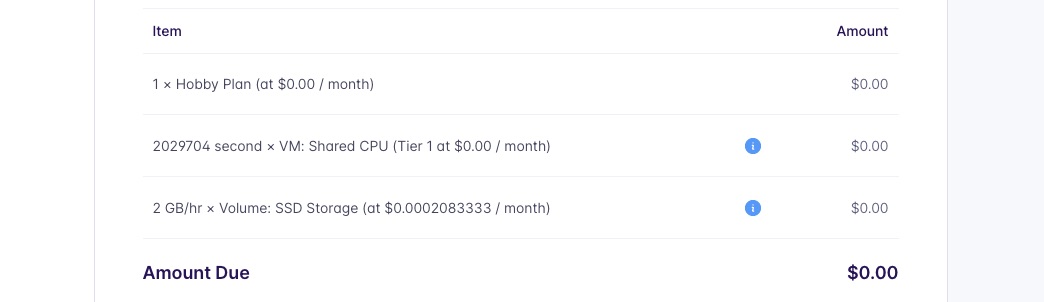 Item Amount
1 × Hobby Plan (at $0.00 / month) $0.00
2029704 second × VM: Shared CPU (Tier 1 at $0.00 / month) i $0.00
2 GB/hr × Volume: SSD Storage (at $0.0002083333 / month) i $0.00
Amount Due $0.00